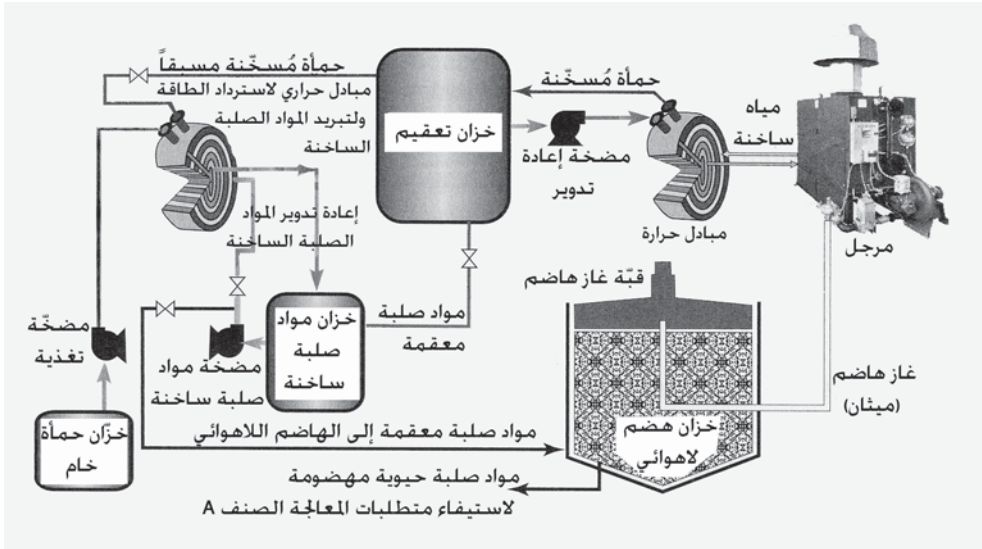 حمأة مُسخّنة مسبقاً
مبادل حراري لاسترداد الطاقة
ولتبريد المواد الصلبة
الساخنة
خزان تعقيم
حمأة مُسخّنة
مضخة إعادة
تدوير
مياه
ساخنة
مبادل حرارة
مرجل
إعادة تدوير المواد
الصلبة الساخنة
قبّة غاز هاضم
مواد صلبة
معقمة
خزان مواد
صلبة
ساخنة
مضخّة
تغذية
مضخة مواد
صلبة ساخنة
غاز هاضم
(ميثان)
خزّان حمأة
خام
مواد صلبة معقمة إلى الهاضم اللاهوائي
خزان هضم
لاهوائي
مواد صلبة حيوية مهضومة
لاستيفاء متطلبات المعالجة الصنف A